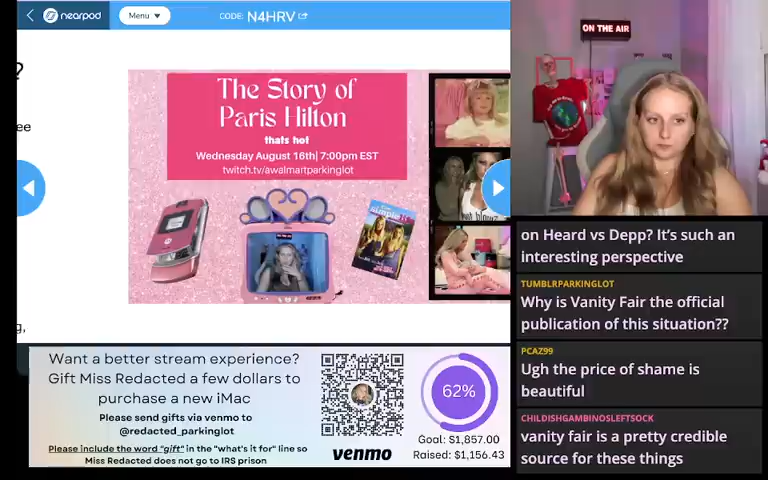 nearpod
Menu
CODE: N4HRV
ON THE AIR
?
ee
g,
The Story of
Paris Hilton
thats hot
Wednesday August 16th| 7:00pm EST
twitch.tv/awalmartparkinglot
on Heard vs Depp? It's such an
interesting perspective
TUMBLRPARKINGLOT
Why is Vanity Fair the official
publication of this situation??
PCAZ99
Ugh the price of shame is
beautiful
CHILDISHGAMBINOSLEFTSOCK
vanity fair is a pretty credible
source for these things
Want a better stream experience?
Gift Miss Redacted a few dollars to
purchase a new iMac
Please send gifts via venmo to
@redacted_parkinglot
Please include the word "gift" in the "what's it for" line so
Miss Redacted does not go to IRS prison
venmo
62%
Goal: $1,857.00
Raised: $1,156.43